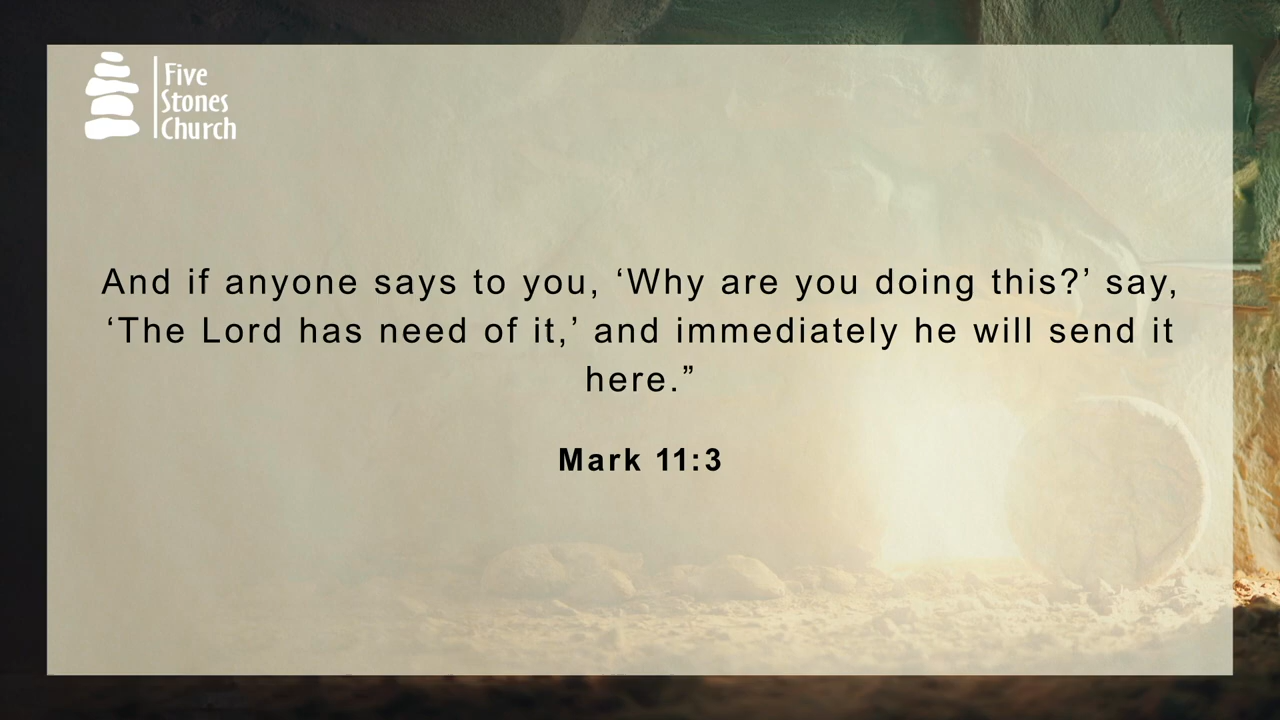 Five
Stones
Church
And if anyone says to you, ‘Why are you doing this?’ say,
‘The Lord has need of it,’ and immediately he will send it
here.”
Mark 11:3